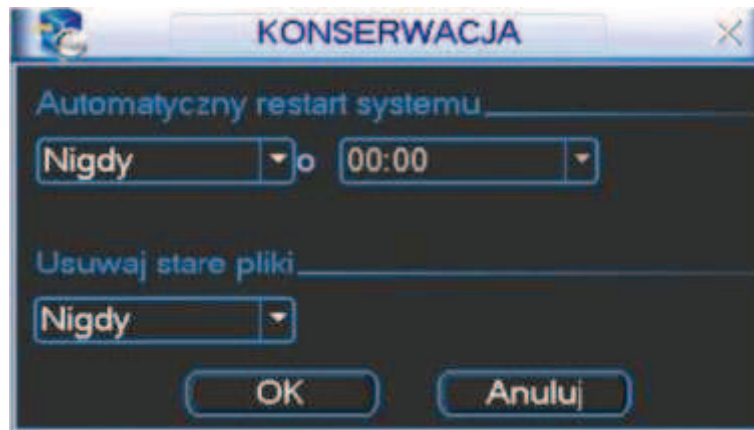 KONSERWACJA
Automatyczny restart systemu
Nigdy o 00:00
Usuwaj stare pliki
Nigdy
OK Anuluj